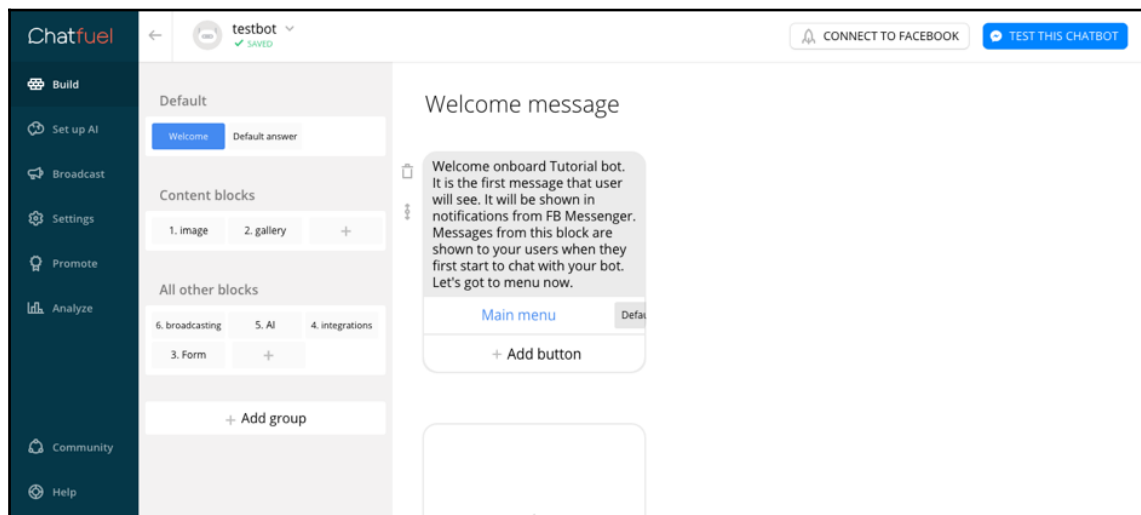 Chatfuel
testbot
SAVED
CONNECT TO FACEBOOK
TEST THIS CHATBOT
Build
Set up AI
Broadcast
Settings
Promote
Analyze
Community
Help
Default
Welcome
Default answer
Content blocks
1. image
2. gallery
+
All other blocks
6. broadcasting
5. AI
4. integrations
3. Form
+
+ Add group
Welcome message
Welcome onboard Tutorial bot.
It is the first message that user
will see. It will be shown in
notifications from FB Messenger.
Messages from this block are
shown to your users when they
first start to chat with your bot.
Let's got to menu now.
Main menu
+ Add button